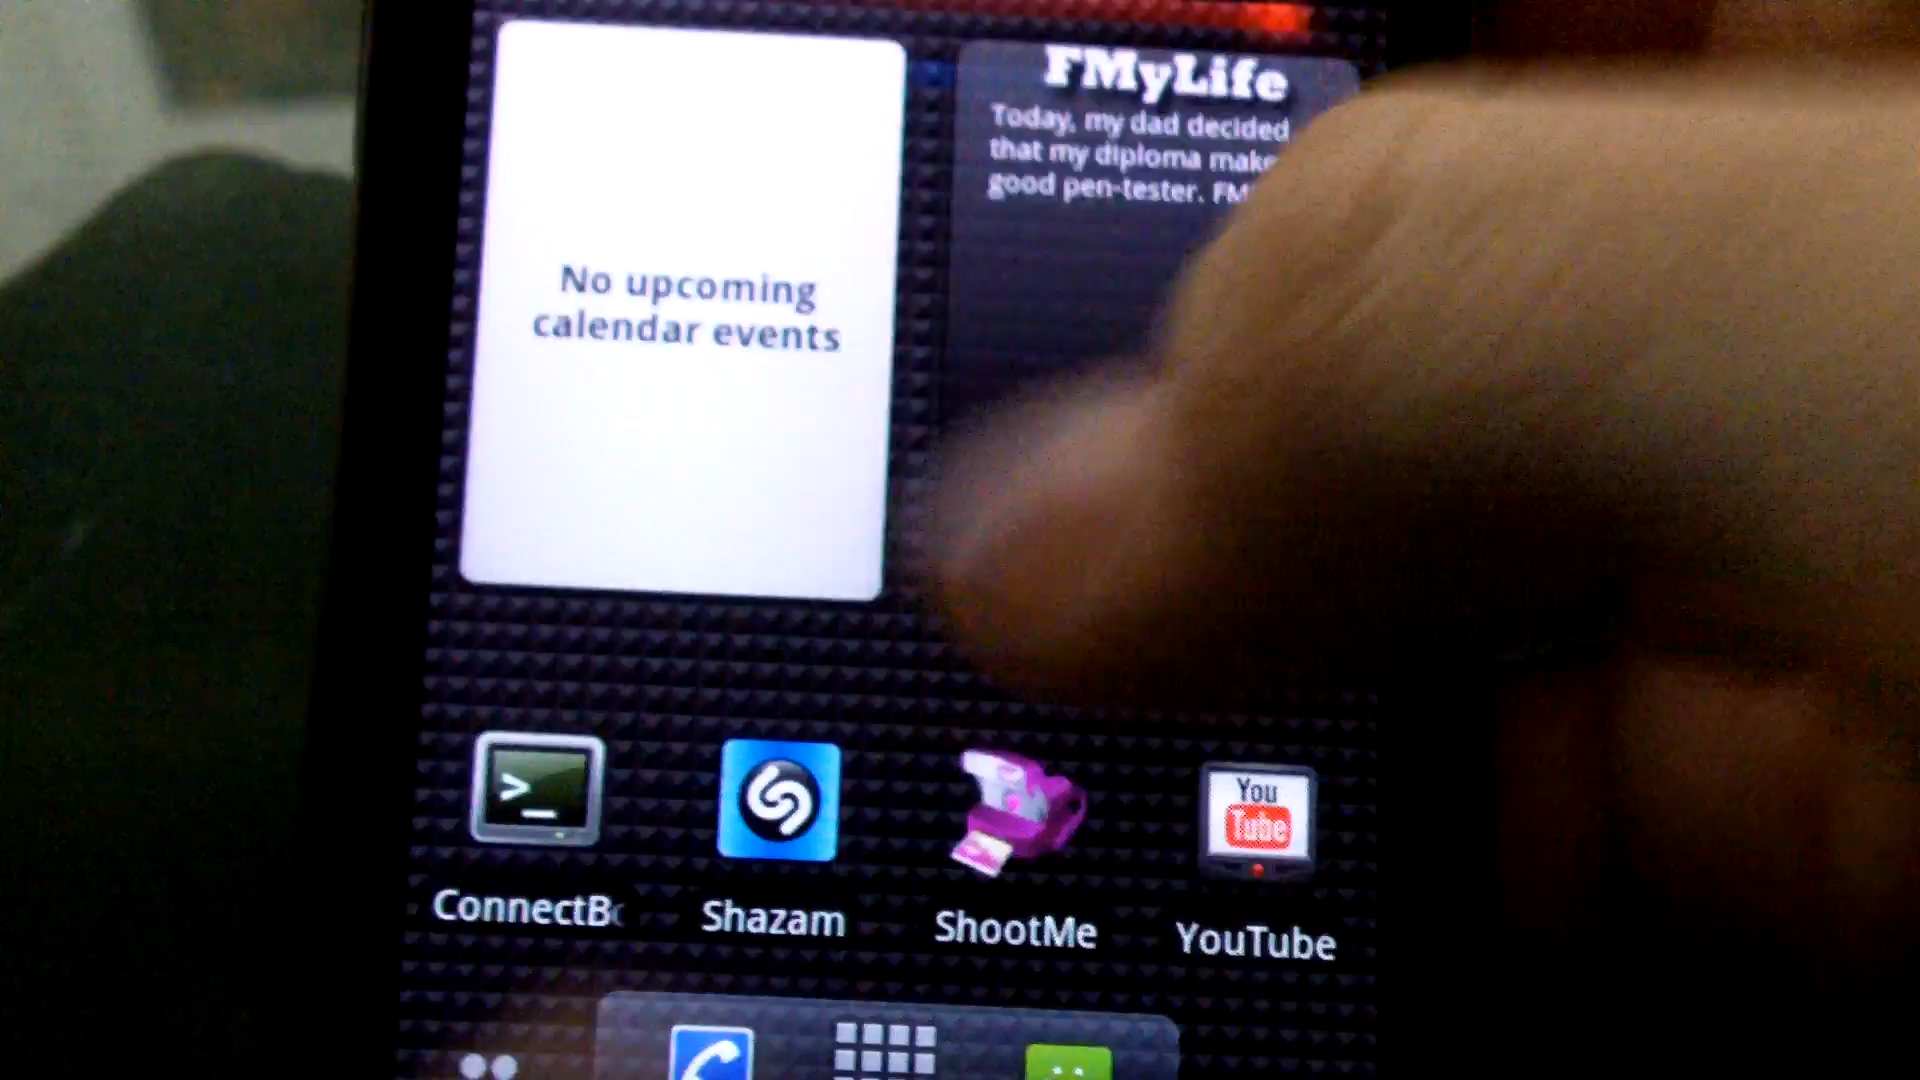 No upcoming
calendar events
FMyLife
Today, my dad decided
that my diploma make
good pen-tester. FM
>_
You
Tube
ConnectB
Shazam
ShootMe
YouTube